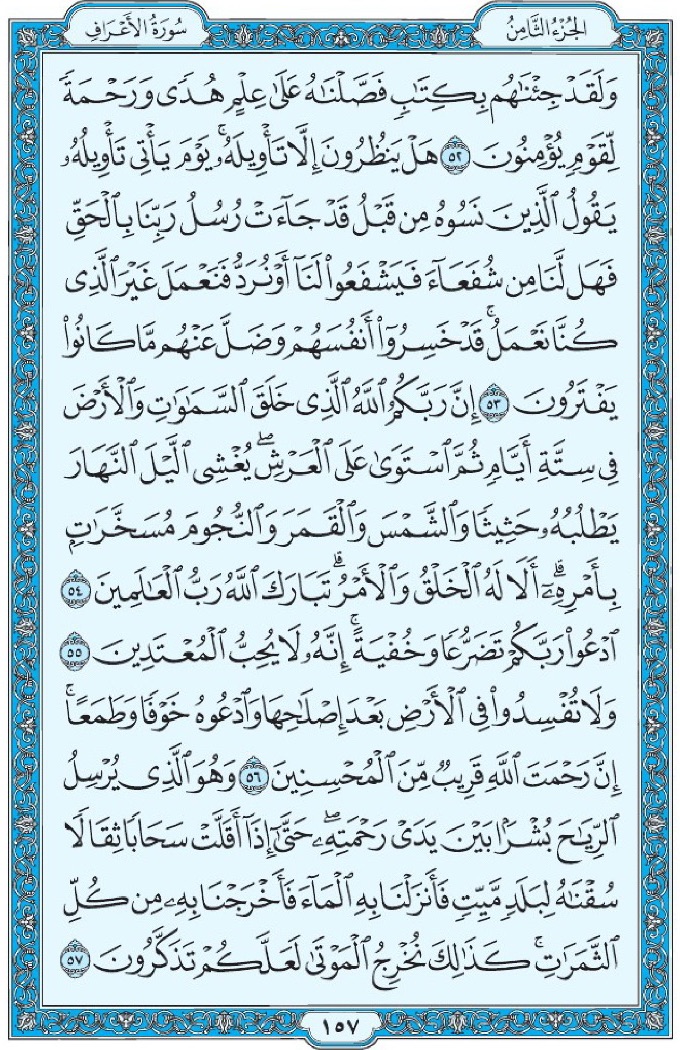 الجُزْءُ الثَّامِنُ
سُورَةُ الأَعْرَافِ
وَلَقَدْ جِئْنَٰهُم بِكِتَٰبٖ فَصَّلْنَٰهُ عَلَىٰ عِلْمٍ هُدٗى وَرَحْمَةٗ
لِّقَوْمٖ يُؤْمِنُونَ ٥٢ هَلْ يَنظُرُونَ إِلَّا تَأْوِيلَهُۥۚ يَوْمَ يَأْتِي تَأْوِيلُهُۥ
يَقُولُ ٱلَّذِينَ نَسُوهُ مِن قَبْلُ قَدْ جَآءَتْ رُسُلُ رَبِّنَا بِٱلْحَقِّ
فَهَل لَّنَا مِن شُفَعَآءَ فَيَشْفَعُوا۟ لَنَآ أَوْ نُرَدُّ فَنَعْمَلَ غَيْرَ ٱلَّذِي
كُنَّا نَعْمَلُۚ قَدْ خَسِرُوٓا۟ أَنفُسَهُمْ وَضَلَّ عَنْهُم مَّا كَانُوا۟
يَفْتَرُونَ ٥٣ إِنَّ رَبَّكُمُ ٱللَّهُ ٱلَّذِي خَلَقَ ٱلسَّمَٰوَٰتِ وَٱلْأَرْضَ
فِي سِتَّةِ أَيَّامٖ ثُمَّ ٱسْتَوَىٰ عَلَى ٱلْعَرْشِۖ يُغْشِي ٱلَّيْلَ ٱلنَّهَارَ
يَطْلُبُهُۥ حَثِيثٗا وَٱلشَّمْسَ وَٱلْقَمَرَ وَٱلنُّجُومَ مُسَخَّرَٰتِۭ
بِأَمْرِهِۦٓۗ أَلَا لَهُ ٱلْخَلْقُ وَٱلْأَمْرُۗ تَبَارَكَ ٱللَّهُ رَبُّ ٱلْعَٰلَمِينَ ٥٤
ٱدْعُوا۟ رَبَّكُمْ تَضَرُّعٗا وَخُفْيَةًۚ إِنَّهُۥ لَا يُحِبُّ ٱلْمُعْتَدِينَ ٥٥
وَلَا تُفْسِدُوا۟ فِي ٱلْأَرْضِ بَعْدَ إِصْلَٰحِهَا وَٱدْعُوهُ خَوْفٗا وَطَمَعًاۚ
إِنَّ رَحْمَتَ ٱللَّهِ قَرِيبٞ مِّنَ ٱلْمُحْسِنِينَ ٥٦ وَهُوَ ٱلَّذِي يُرْسِلُ
ٱلرِّيَٰحَ بُشْرَۢا بَيْنَ يَدَيْ رَحْمَتِهِۦۖ حَتَّىٰٓ إِذَآ أَقَلَّتْ سَحَابٗا ثِقَالٗا
سُقْنَٰهُ لِبَلَدٖ مَّيِّتٖ فَأَنزَلْنَا بِهِ ٱلْمَآءَ فَأَخْرَجْنَا بِهِۦ مِن كُلِّ
ٱلثَّمَرَٰتِۚ كَذَٰلِكَ نُخْرِجُ ٱلْمَوْتَىٰ لَعَلَّكُمْ تَذَكَّرُونَ ٥٧
١٥٧